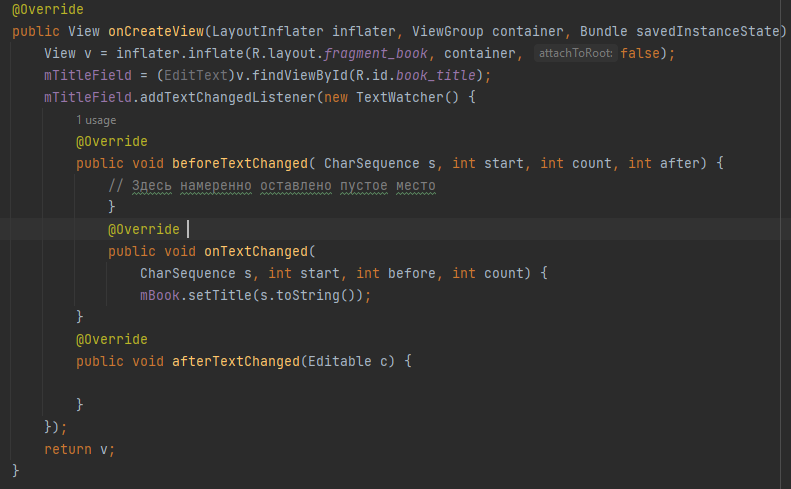 @Override
public View onCreateView(LayoutInflater inflater, ViewGroup container, Bundle savedInstanceState)
View v = inflater.inflate(R.layout.fragment_book, container, attachToRoot: false);
mTitleField = (EditText)v.findViewById(R.id.book_title);
mTitleField.addTextChangedListener(new TextWatcher() {
1 usage
@Override
public void beforeTextChanged( CharSequence s, int start, int count, int after) {
// Здесь намеренно оставлено пустое место
}
@Override
public void onTextChanged(
CharSequence s, int start, int before, int count) {
mBook.setTitle(s.toString());
}
@Override
public void afterTextChanged(Editable c) {
}
});
return v;
}